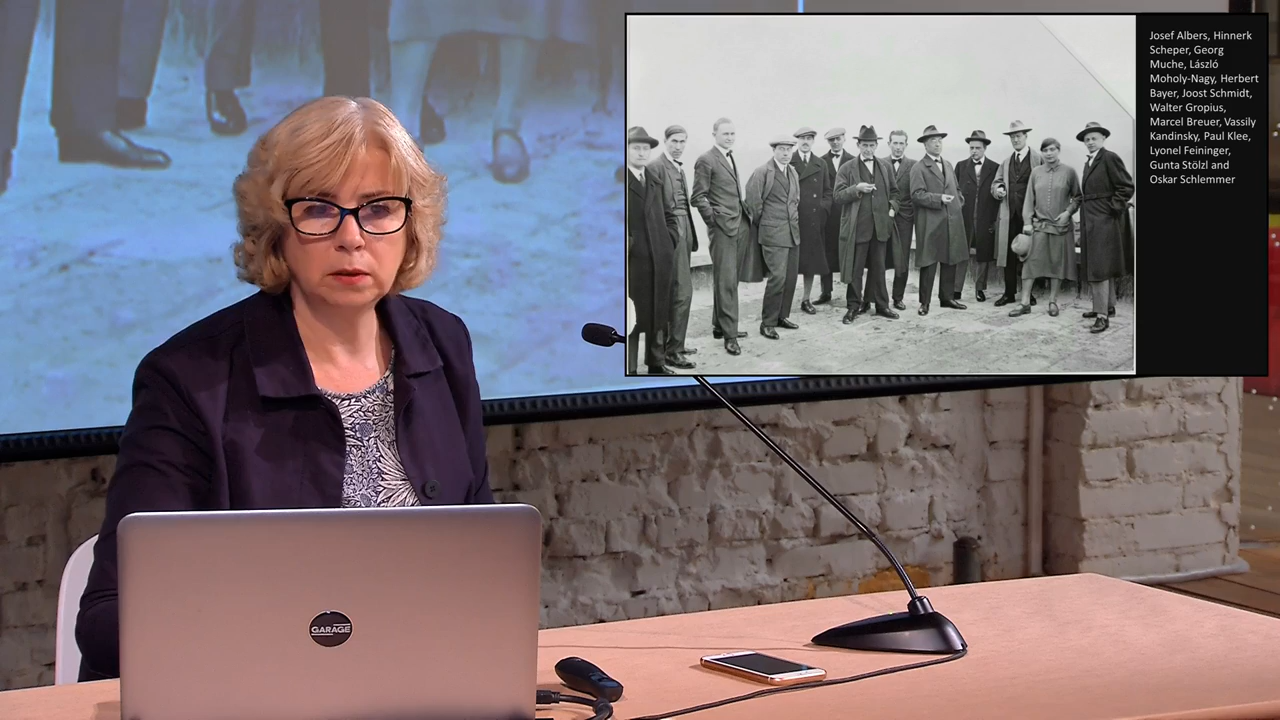 Josef Albers, Hinnerk
Scheper, Georg
Muche, László
Moholy-Nagy, Herbert
Bayer, Joost Schmidt,
Walter Gropius,
Marcel Breuer, Vassily
Kandinsky, Paul Klee,
Lyonel Feininger,
Gunta Stölzl and
Oskar Schlemmer
GARAGE